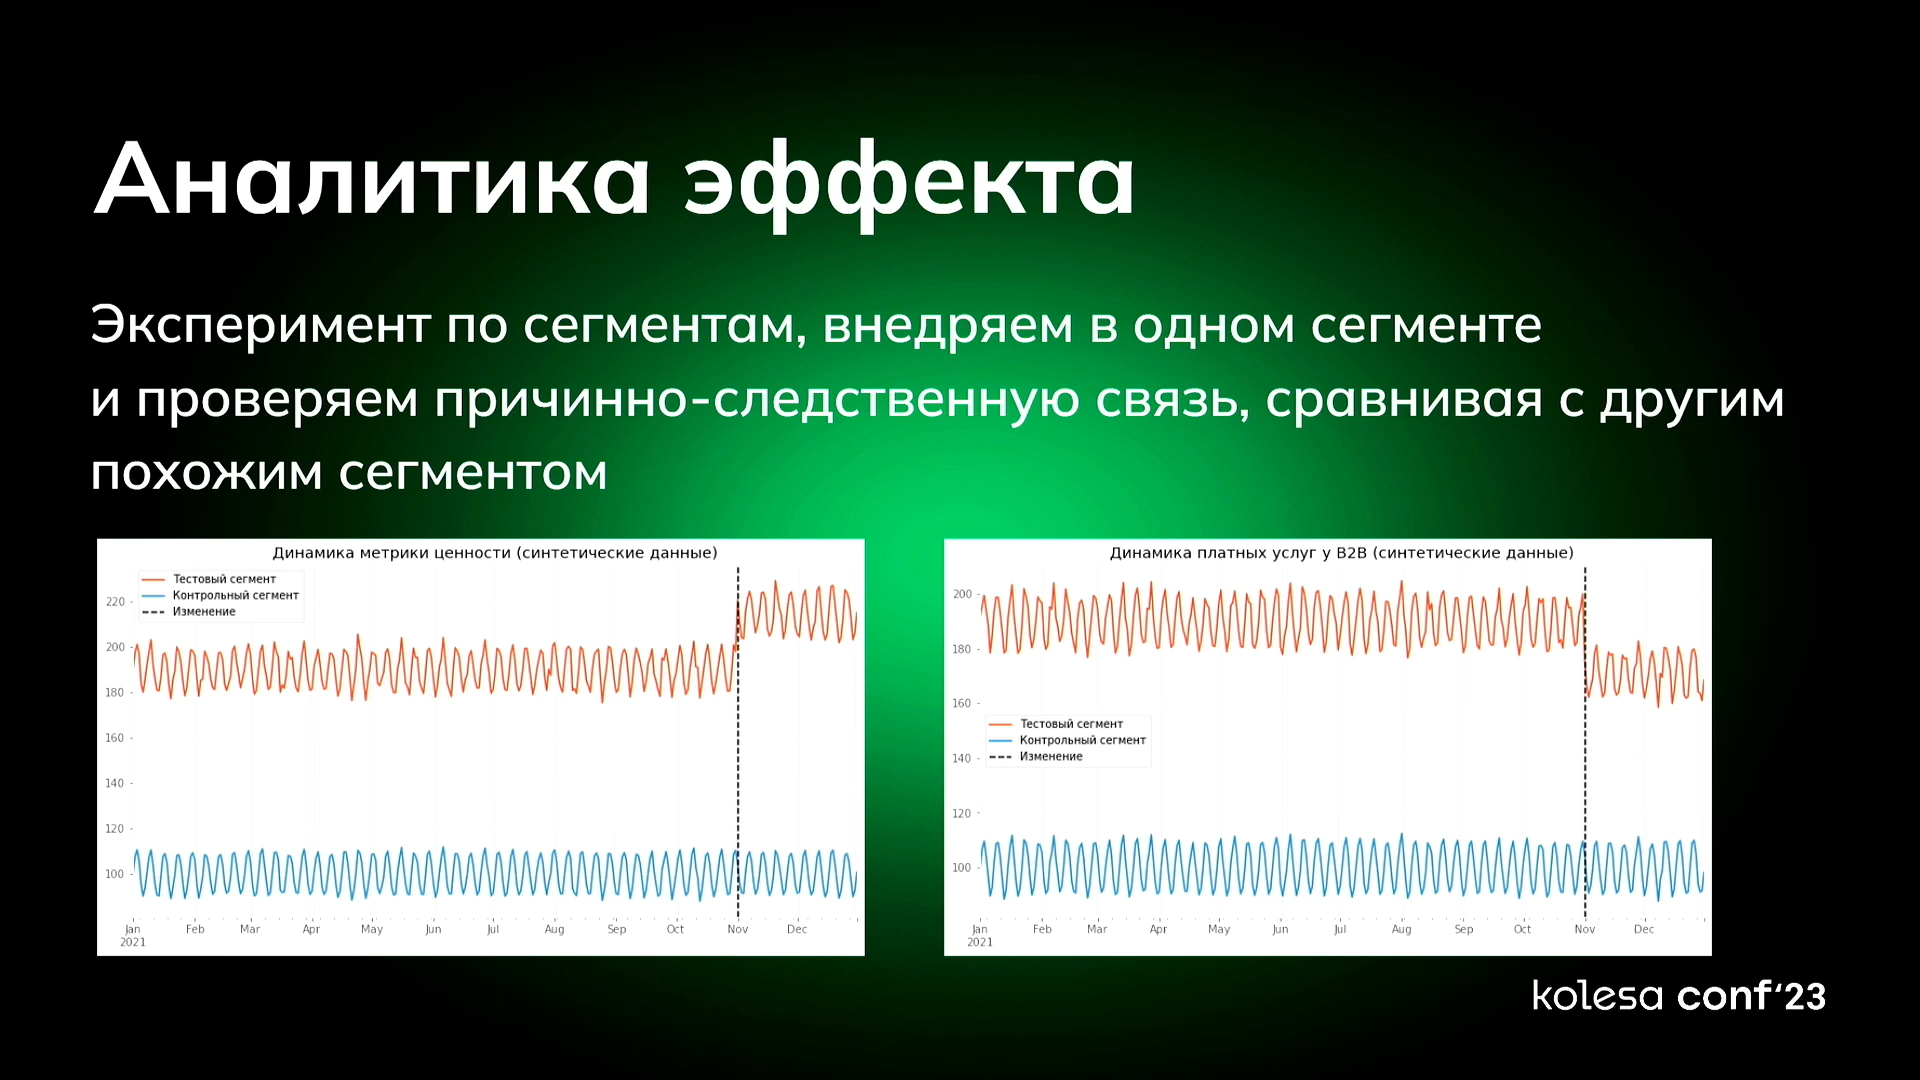 Аналитика эффекта
Эксперимент по сегментам, внедряем в одном сегменте
и проверяем причинно-следственную связь, сравнивая с другим
похожим сегментом
Динамика метрики ценности (синтетические данные)
Тестовый сегмент
Контрольный сегмент
Изменение
220
200
180
160
140
120
100
Jan Feb Mar Apr May Jun Jul Aug Sep Oct Nov Dec
2021
Динамика платных услуг у B2B (синтетические данные)
200
180
160
Тестовый сегмент
Контрольный сегмент
Изменение
140
120
100
Jan Feb Mar Apr May Jun Jul Aug Sep Oct Nov Dec
2021
kolesa conf'23